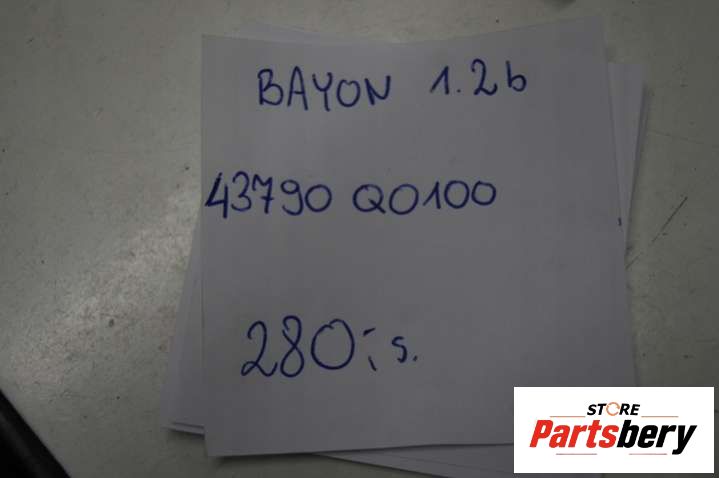 BAYON 1.2b
43790 Q0100
280; s.
STORE
Partsbery